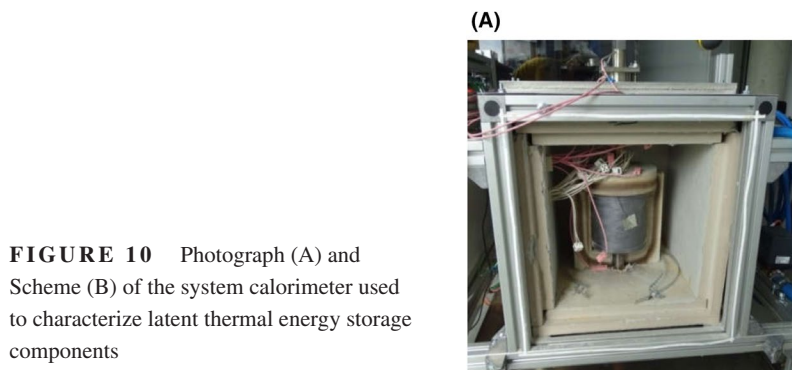 (A)
FIGURE 10 Photograph (A) and
Scheme (B) of the system calorimeter used
to characterize latent thermal energy storage
components